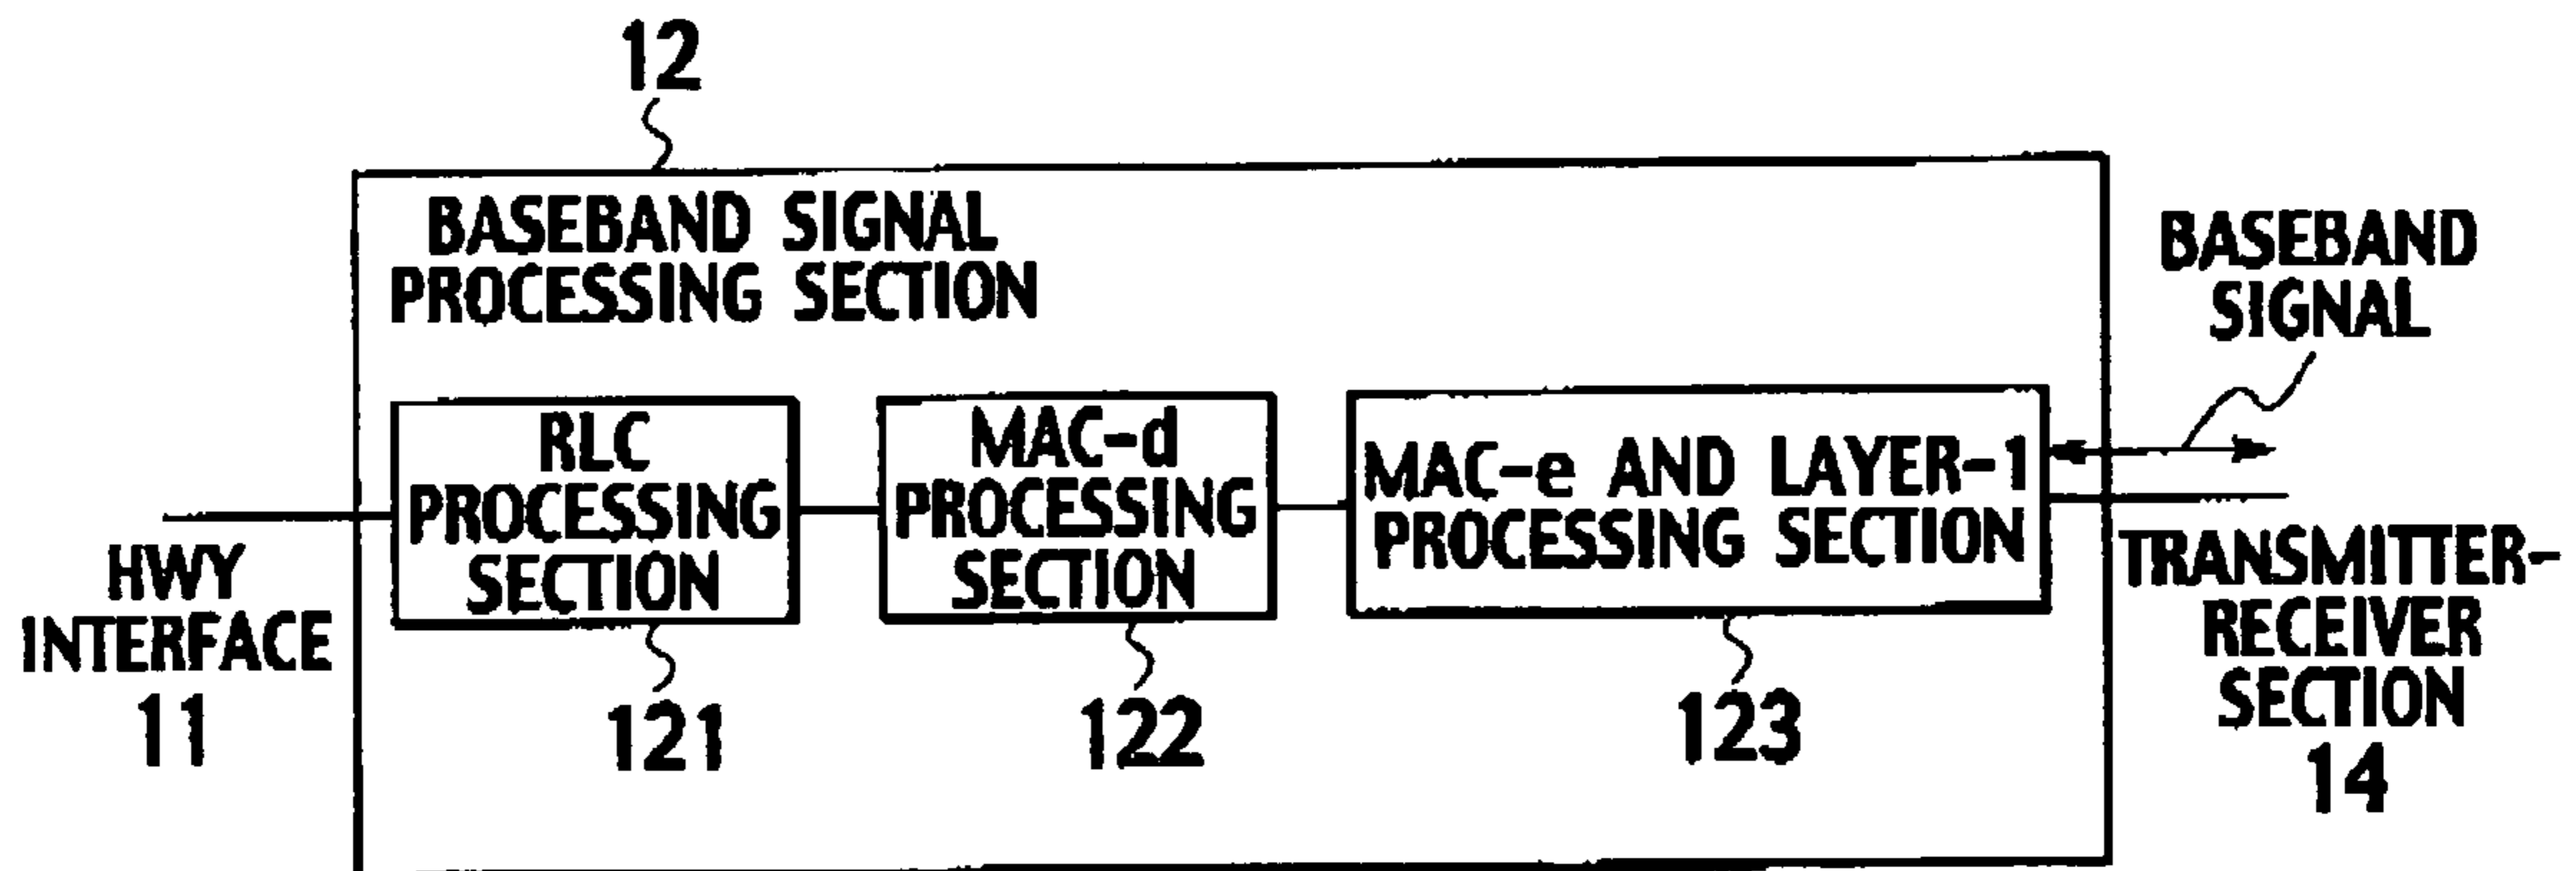 12
BASEBAND SIGNAL
PROCESSING SECTION
BASEBAND
SIGNAL
RLC
PROCESSING
SECTION
MAC-d
PROCESSING
SECTION
MAC-e AND LAYER-1
PROCESSING SECTION
HWY
INTERFACE
11
TRANSMITTER-
RECEIVER
SECTION
14
121
122
123